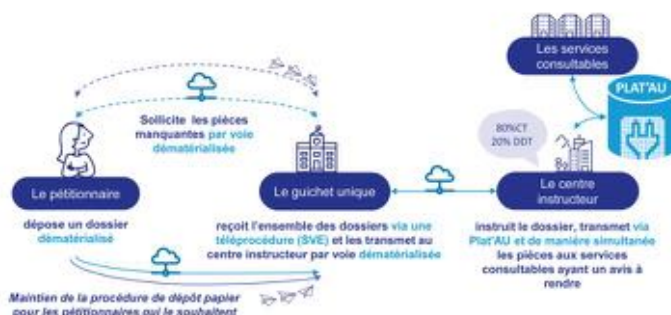 Les services
consultables
PLAT'AU
Sollicite les pièces
manquantes par voie
dématérialisée
80%CT
20% DDT
Le pétitionnaire
Le guichet unique
Le centre
instructeur
dépose un dossier
dématérialisé
reçoit l'ensemble des dossiers via une
téléprocédure (SVE) et les transmet au
centre instructeur par voie dématérialisée
instruit le dossier, transmet via
Plat'AU et de manière simultanée
les pièces aux services
consultables ayant un avis à
rendre
Maintien de la procédure de dépôt papier
pour les pétitionnaires qui le souhaitent